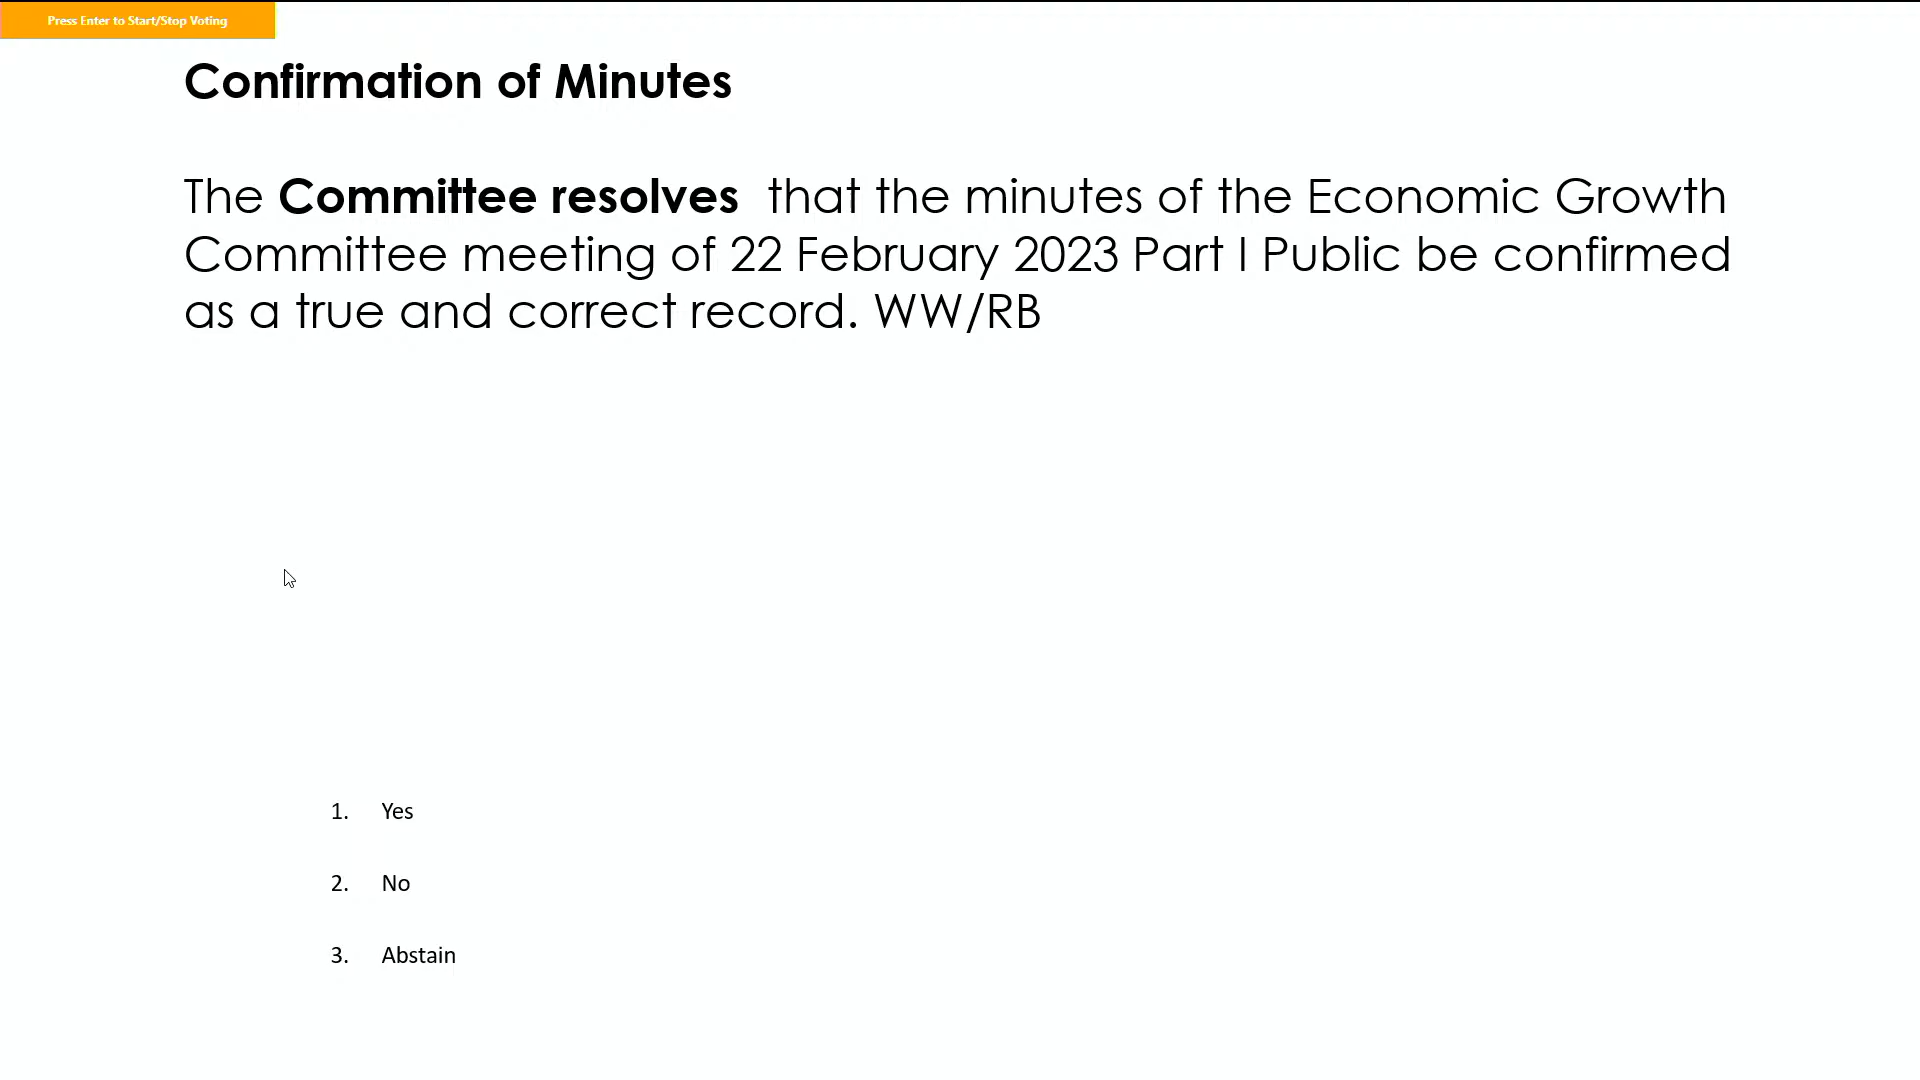 Press Enter to Start/Stop Voting
Confirmation of Minutes
The Committee resolves  that the minutes of the Economic Growth
Committee meeting of 22 February 2023 Part I Public be confirmed
as a true and correct record. WW/RB
1. Yes
2. No
3. Abstain